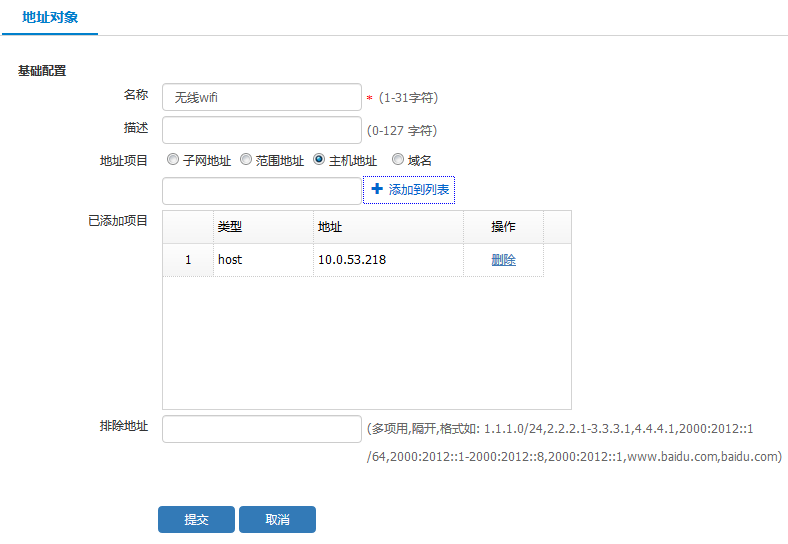 地址对象
基础配置
名称 无线wifi * (1-31字符)
描述 (0-127 字符)
地址项目 子网地址 范围地址 主机地址 域名
+ 添加到列表
已添加项目 类型 地址 操作
1 host 10.0.53.218 删除
排除地址 (多项用,隔开,格式如: 1.1.1.0/24,2.2.2.1-3.3.3.1,4.4.4.1,2000:2012::1
/64,2000:2012::1-2000:2012::8,2000:2012::1,www.baidu.com,baidu.com)
提交 取消